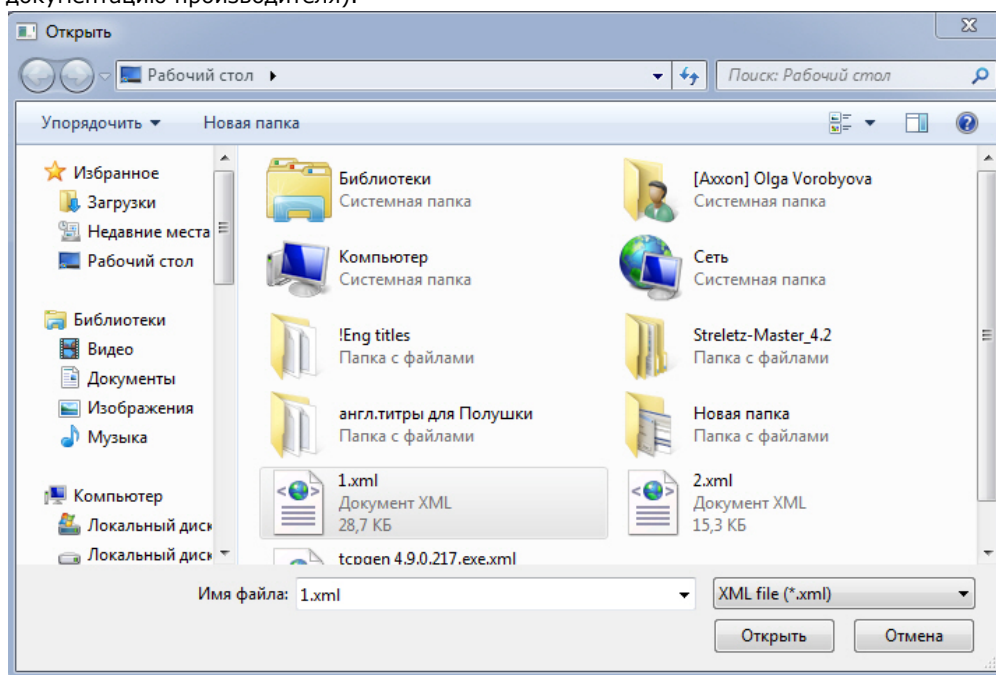 документацию производителя).
Открыть
Рабочий стол
Поиск: Рабочий стол
Упорядочить
Новая папка
Избранное
Загрузки
Недавние места
Рабочий стол
Библиотеки
Видео
Документы
Изображения
Музыка
Компьютер
Локальный диск
Локальный диск
Библиотеки
Системная папка
[Axxon] Olga Vorobyova
Системная папка
Компьютер
Системная папка
Сеть
Системная папка
!Eng titles
Папка с файлами
Streletz-Master_4.2
Папка с файлами
англ.титры для Полушки
Папка с файлами
Новая папка
Папка с файлами
1.xml
Документ XML
28,7 КБ
2.xml
Документ XML
15,3 КБ
tcpgen 4.9.0.217.exe.xml
Имя файла:
1.xml
XML file (*.xml)
Открыть
Отмена